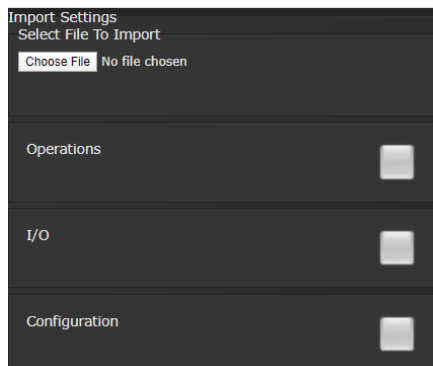 Import Settings
Select File To Import
Choose File No file chosen
Operations
I/O
Configuration